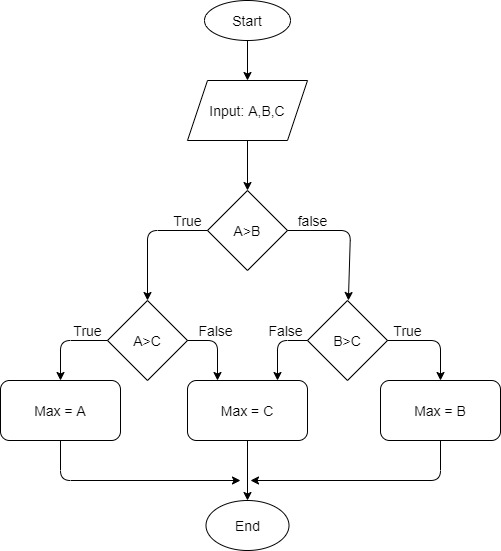 Start
Input: A,B,C
A>B
True
false
A>C
True
False
B>C
False
True
Max = A
Max = C
Max = B
End